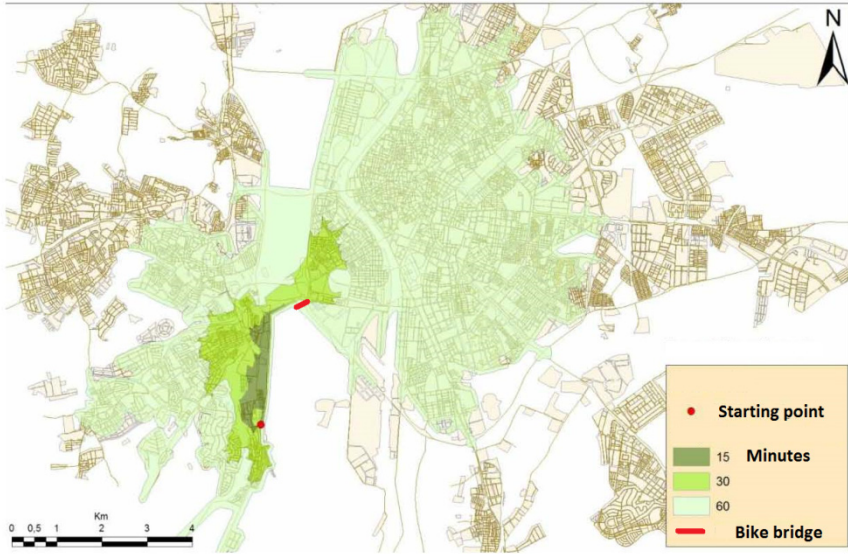 N
Starting point
15 Minutes
30
60
Bike bridge
Km
0 0,5 1 2 3 4